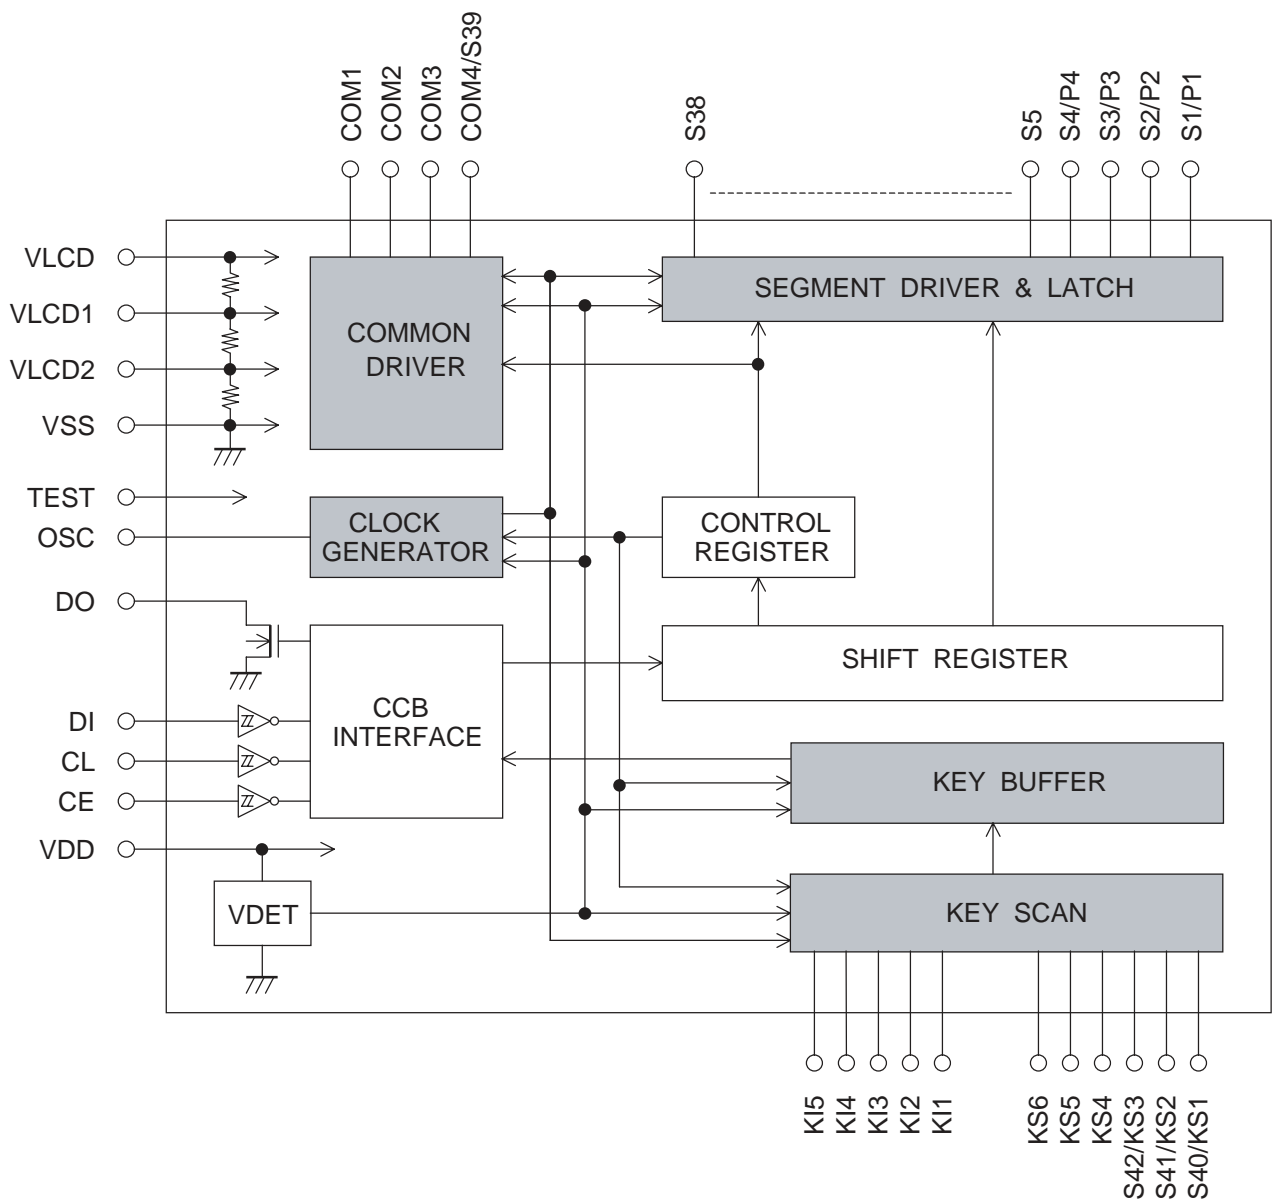 COM1
COM2
COM3
COM4/S39
S38
S5
S4/P4
S3/P3
S2/P2
S1/P1
VLCD
VLCD1
VLCD2
VSS
TEST
OSC
DO
DI
CL
CE
VDD
COMMON
DRIVER
SEGMENT DRIVER & LATCH
CLOCK
GENERATOR
CONTROL
REGISTER
SHIFT REGISTER
CCB
INTERFACE
KEY BUFFER
VDET
KEY SCAN
KI5
KI4
KI3
KI2
KI1
KS6
KS5
KS4
S42/KS3
S41/KS2
S40/KS1